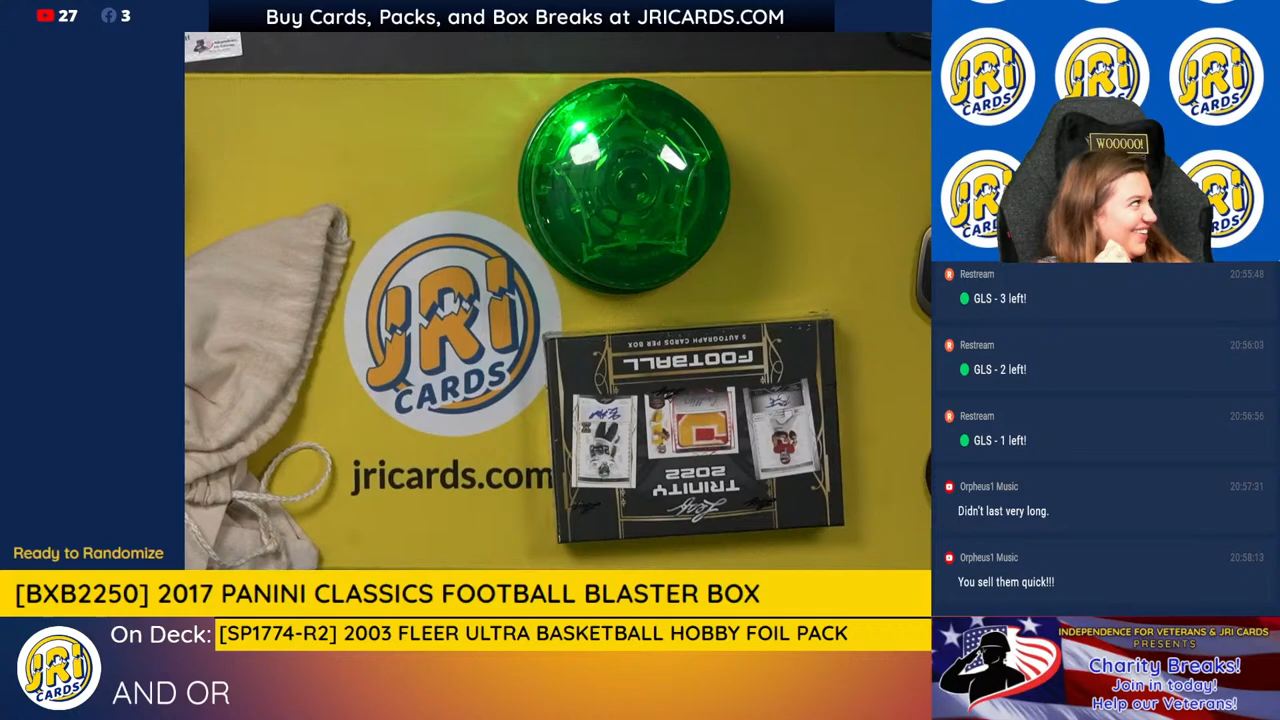 27
3
Buy Cards, Packs, and Box Breaks at JRICARDS.COM
JRI
CARDS
JRI
CARDS
JRI
CARDS
WOOOOO!
JRI
CARDS
jricards.com
5 AUTOGRAPH CARDS PER BOX
FOOTBALL
2022
TRINITY
Leaf
Restream
20:55:48
GLS - 3 left!
Restream
20:56:03
GLS - 2 left!
Restream
20:56:56
GLS - 1 left!
Orpheus1 Music
20:57:31
Didn't last very long.
Orpheus1 Music
20:58:13
You sell them quick!!!
Ready to Randomize
[BXB2250] 2017 PANINI CLASSICS FOOTBALL BLASTER BOX
On Deck: [SP1774-R2] 2003 FLEER ULTRA BASKETBALL HOBBY FOIL PACK
JRI
CARDS
AND OR
INDEPENDENCE FOR VETERANS & JRI CARDS
PRESENTS
Charity Breaks!
Join in today!
Help our Veterans!